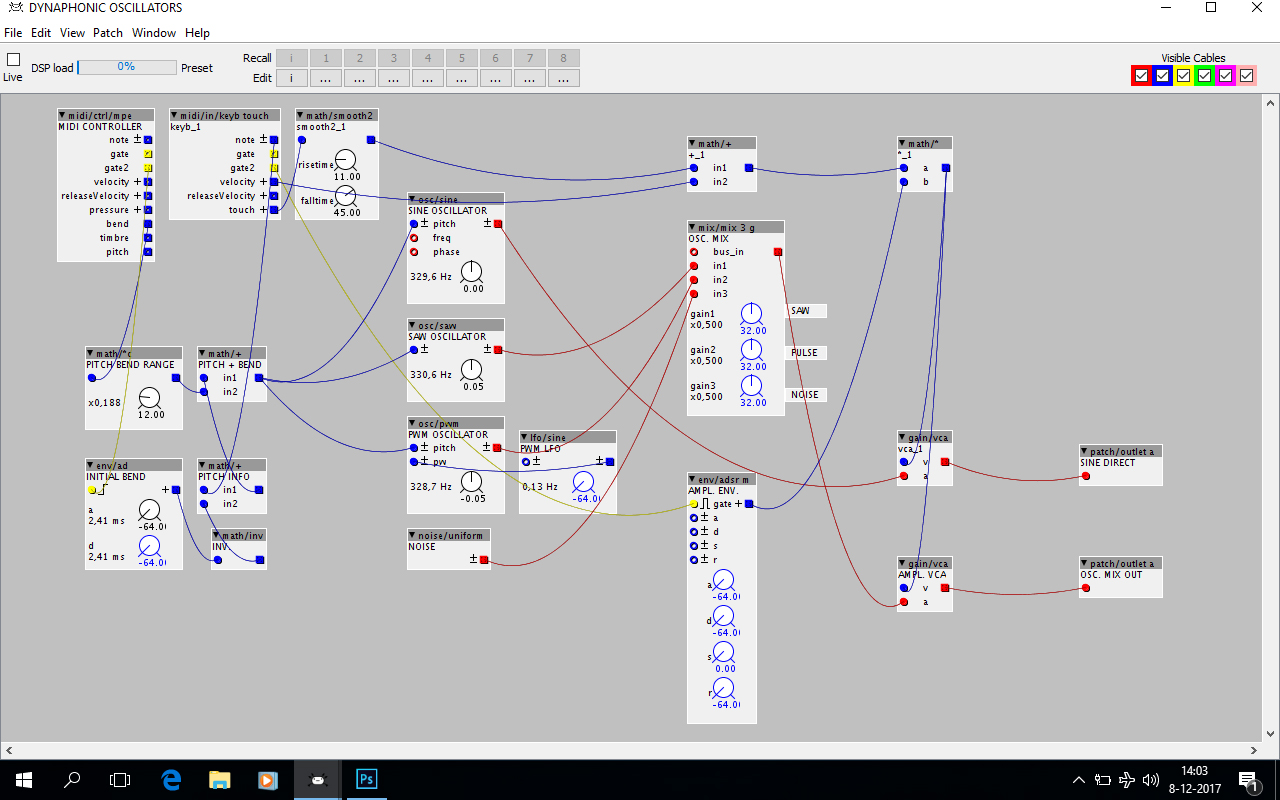 DYNAPHONIC OSCILLATORS
File Edit View Patch Window Help
Live
DSP load
0%
Preset
Recall
i 1 2 3 4 5 6 7 8
Edit
i ... ... ... ... ... ... ... ...
Visible Cables
midi/ctrl/mpe
MIDI CONTROLLER
note ±
gate
gate2
velocity +
releaseVelocity +
pressure +
bend
timbre
pitch
midi/in/keyb touch
keyb_1
note ±
gate
gate2
velocity +
releaseVelocity +
touch +
math/smooth2
smooth2_1
risetime
11.00
falltime
45.00
osc/sine
SINE OSCILLATOR
± pitch ±
freq
phase
329,6 Hz
0.00
osc/saw
SAW OSCILLATOR
± ±
330,6 Hz
0.05
osc/pwm
PWM OSCILLATOR
± pitch ±
± pw
328,7 Hz
-0.05
lfo/sine
PWM LFO
± ±
0,13 Hz
-64.0(
noise/uniform
NOISE
±
math/*c
PITCH BEND RANGE
x0,188
12.00
math/+
PITCH + BEND
in1
in2
env/ad
INITIAL BEND
+
a
2,41 ms
-64.0(
d
2,41 ms
-64.0(
math/+
PITCH INFO
in1
in2
math/inv
INV
math/+
+_1
in1
in2
mix/mix 3 g
OSC. MIX
bus_in
in1
in2
in3
gain1
x0,500
32.00
SAW
gain2
x0,500
32.00
PULSE
gain3
x0,500
32.00
NOISE
env/adsr m
AMPL. ENV.
gate +
± a
± d
± s
± r
a
-64.0(
d
-64.0(
s
0.00
r
-64.0(
math/*
*_1
a
b
gain/vca
vca_1
v
a
patch/outlet a
SINE DIRECT
gain/vca
AMPL. VCA
v
a
patch/outlet a
OSC. MIX OUT
Ps
14:03
8-12-2017
1